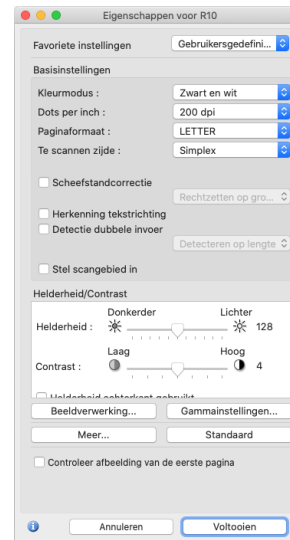 Eigenschappen voor R10
Favoriete instellingen Gebruikersgedefini...
Basisinstellingen
Kleurmodus : Zwart en wit
Dots per inch : 200 dpi
Paginaformaat : LETTER
Te scannen zijde : Simplex
Scheefstandcorrectie
Rechtzetten op gro...
Herkenning tekstrichting
Detectie dubbele invoer
Detecteren op lengte
Stel scangebied in
Helderheid/Contrast
Donkerder Lichter
Helderheid : 128
Laag Hoog
Contrast : 4
Helderheid achterkant gebruikt
Beeldverwerking... Gammainstellingen...
Meer... Standaard
Controleer afbeelding van de eerste pagina
Annuleren Voltooien